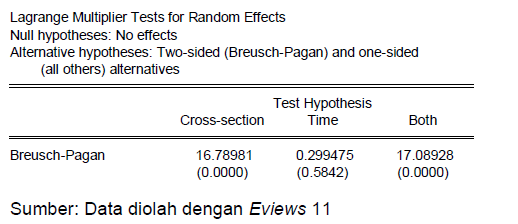 Lagrange Multiplier Tests for Random Effects
Null hypotheses: No effects
Alternative hypotheses: Two-sided (Breusch-Pagan) and one-sided
(all others) alternatives
Test Hypothesis
Cross-section Time Both
Breusch-Pagan 16.78981 0.299475 17.08928
(0.0000) (0.5842) (0.0000)
Sumber: Data diolah dengan Eviews 11